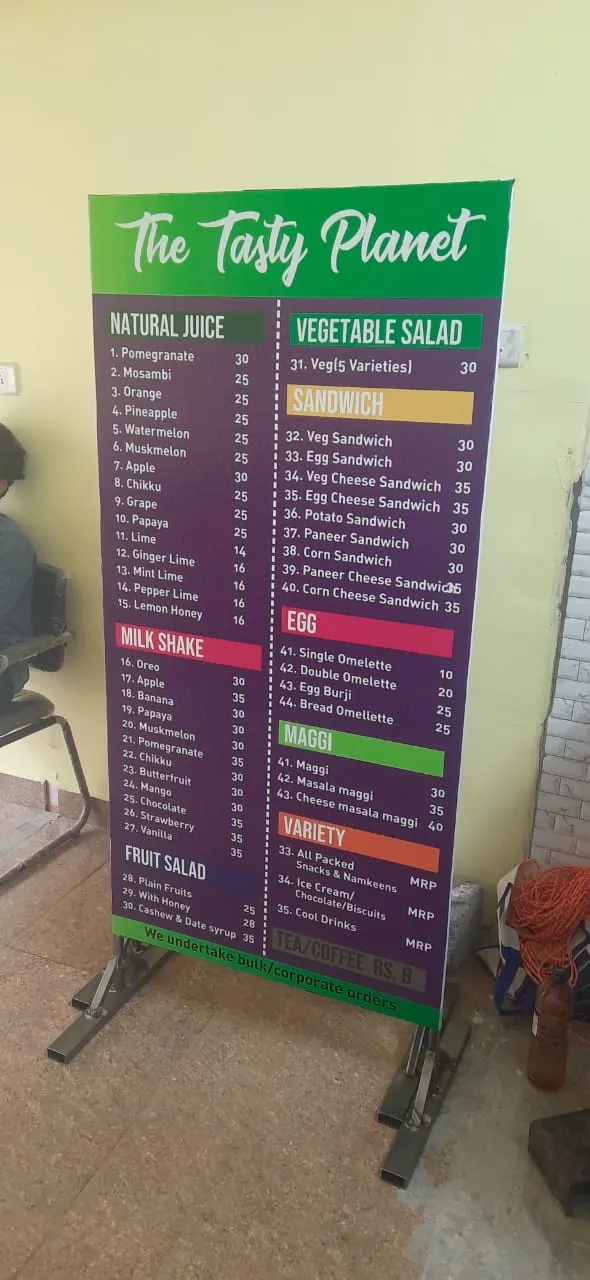 The Tasty Planet
NATURAL JUICE
1. Pomegranate 30
2. Mosambi 25
3. Orange 25
4. Pineapple 25
5. Watermelon 25
6. Muskmelon 25
7. Apple 30
8. Chikku 25
9. Grape 25
10. Papaya 25
11. Lime 14
12. Ginger Lime 16
13. Mint Lime 16
14. Pepper Lime 16
15. Lemon Honey 16
MILK SHAKE
16. Oreo 30
17. Apple 35
18. Banana 30
19. Papaya 30
20. Muskmelon 30
21. Pomegranate 35
22. Chikku 30
23. Butterfruit 30
24. Mango 30
25. Chocolate 35
26. Strawberry 35
27. Vanilla 35
FRUIT SALAD
28. Plain Fruits 25
29. With Honey 28
30. Cashew & Date syrup 35
VEGETABLE SALAD
31. Veg(5 Varieties) 30
SANDWICH
32. Veg Sandwich 30
33. Egg Sandwich 30
34. Veg Cheese Sandwich 35
35. Egg Cheese Sandwich 35
36. Potato Sandwich 30
37. Paneer Sandwich 30
38. Corn Sandwich 30
39. Paneer Cheese Sandwich 35
40. Corn Cheese Sandwich 35
EGG
41. Single Omelette 10
42. Double Omelette 20
43. Egg Burji 25
44. Bread Omellette 25
MAGGI
41. Maggi 30
42. Masala maggi 35
43. Cheese masala maggi 40
VARIETY
33. All Packed
Snacks & Namkeens MRP
34. Ice Cream/
Chocolate/Biscuits MRP
35. Cool Drinks MRP
TEA/COFFEE RS, 8
We undertake bulk/corporate orders